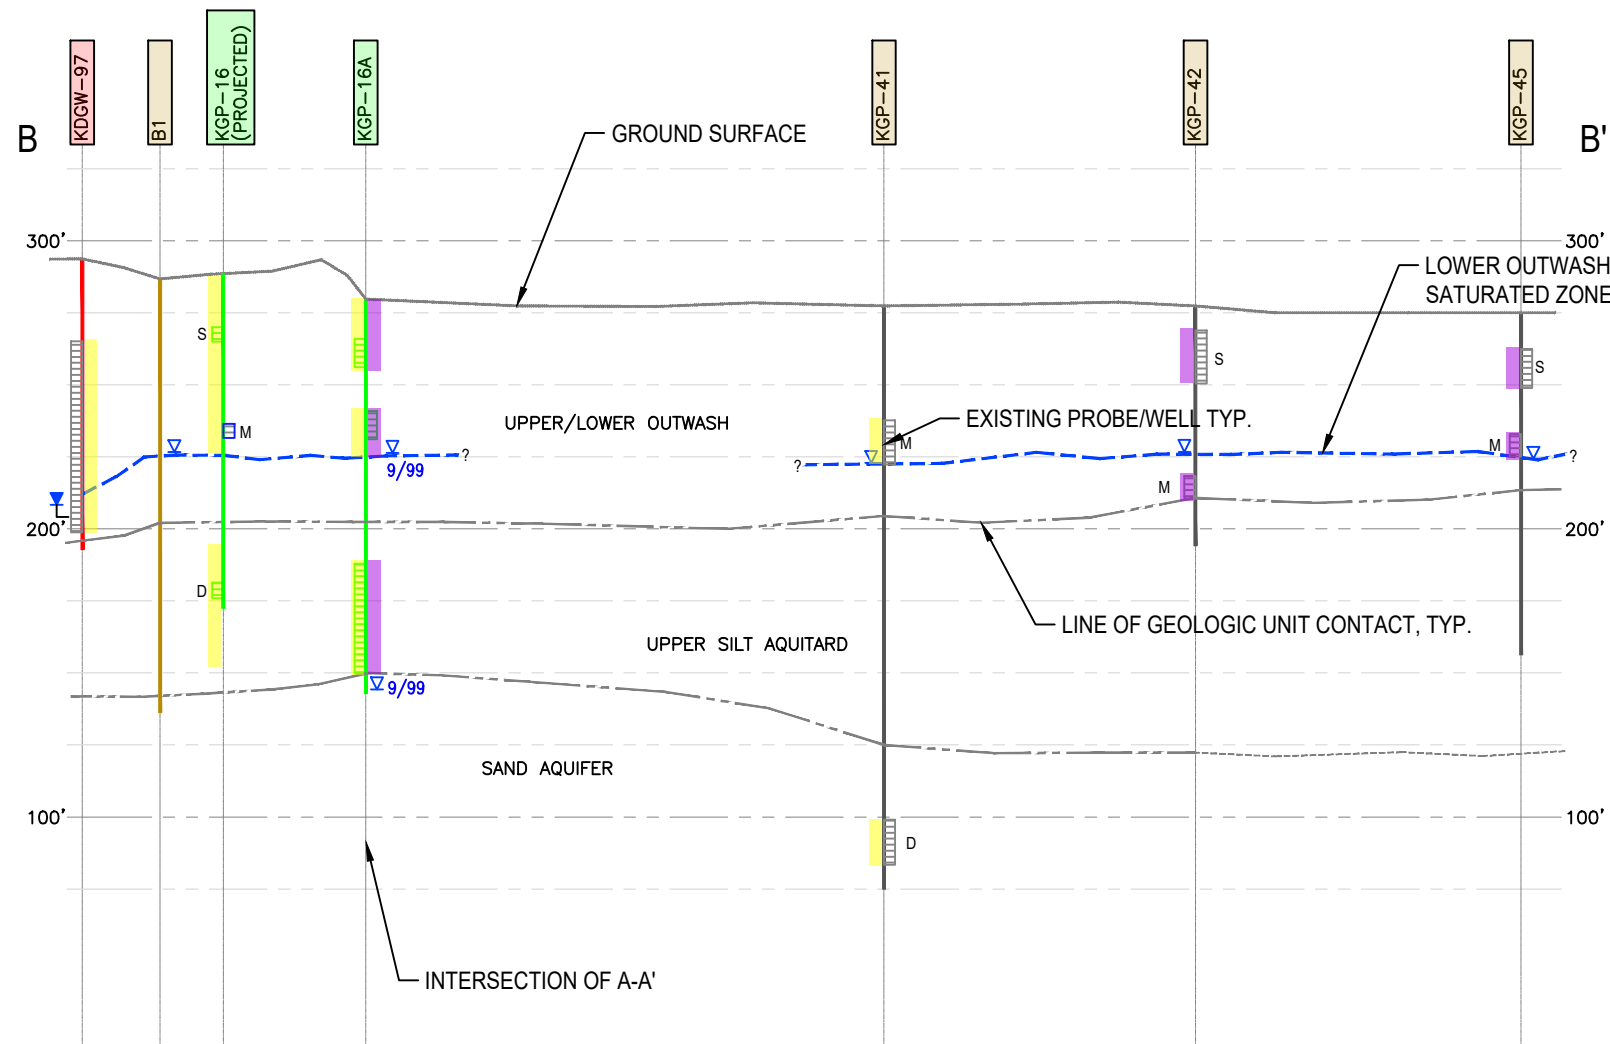 KDGW-97
B1
KGP-16
(PROJECTED)
KGP-16A
KGP-41
KGP-42
KGP-45
B
B'
GROUND SURFACE
300'
300'
LOWER OUTWASH
SATURATED ZONE
S
S
S
UPPER/LOWER OUTWASH
EXISTING PROBE/WELL TYP.
M
M
M
?
9/99
?
?
M
L
200'
200'
D
LINE OF GEOLOGIC UNIT CONTACT, TYP.
UPPER SILT AQUITARD
9/99
SAND AQUIFER
100'
100'
D
INTERSECTION OF A-A'